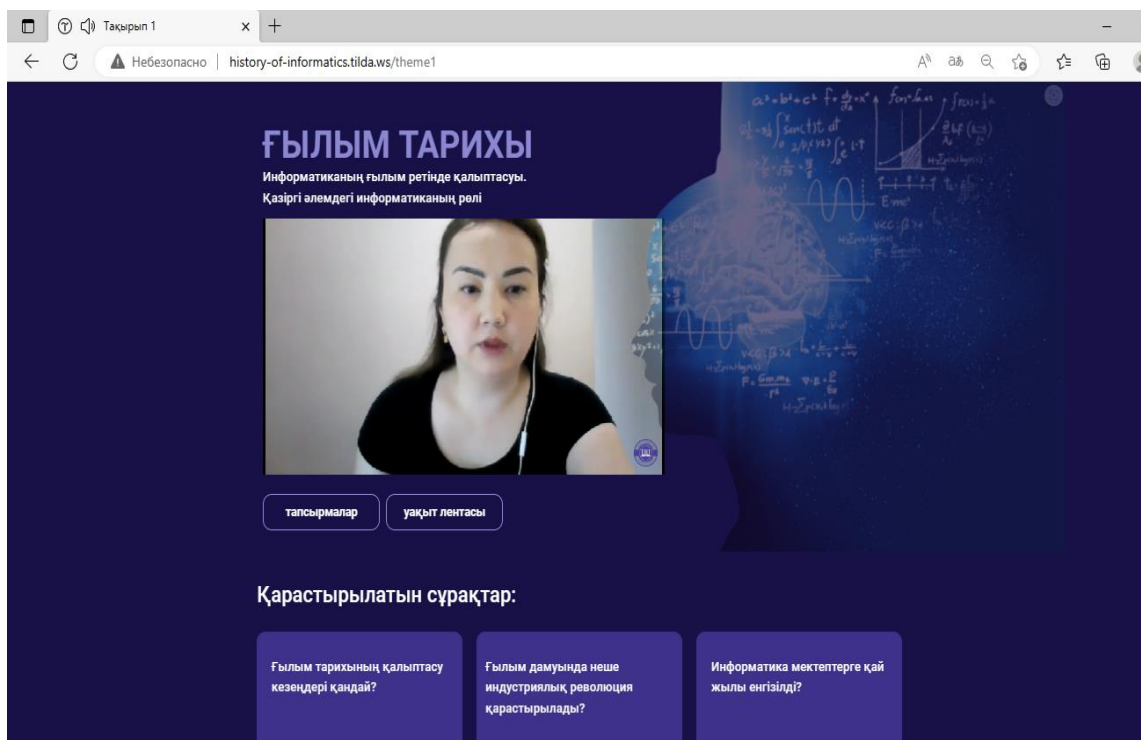 Тақырып 1
Небезопасно
history-of-informatics.tilda.ws/theme1
ҒЫЛЫМ ТАРИХЫ
Информатиканың ғылым ретінде қалыптасуы.
Қазіргі әлемдегі информатиканың рөлі
тапсырмалар
уақыт лентасы
Қарастырылатын сұрақтар:
Ғылым тарихының қалыптасу
кезеңдері қандай?
Ғылым дамуында неше
индустриялық революция
қарастырылады?
Информатика мектептерге қай
жылы енгізілді?